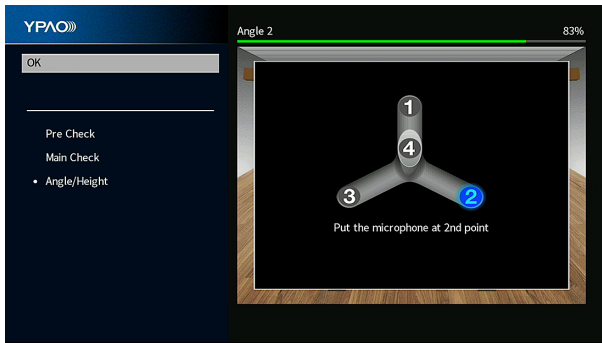 YPAO
Angle 2
83%
OK
Pre Check
Main Check
• Angle/Height
1
4
3
2
Put the microphone at 2nd point